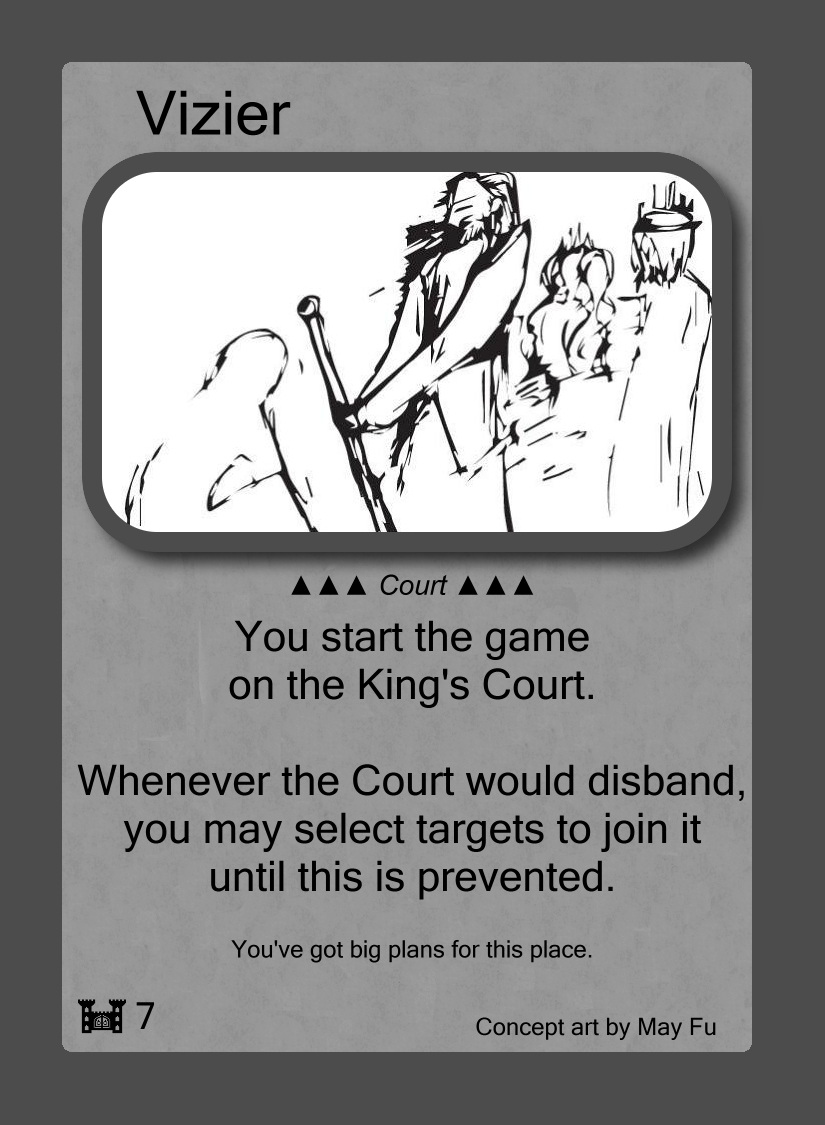 Vizier
▲▲▲ Court ▲▲▲
You start the game
on the King's Court.
Whenever the Court would disband,
you may select targets to join it
until this is prevented.
You've got big plans for this place.
7
Concept art by May Fu